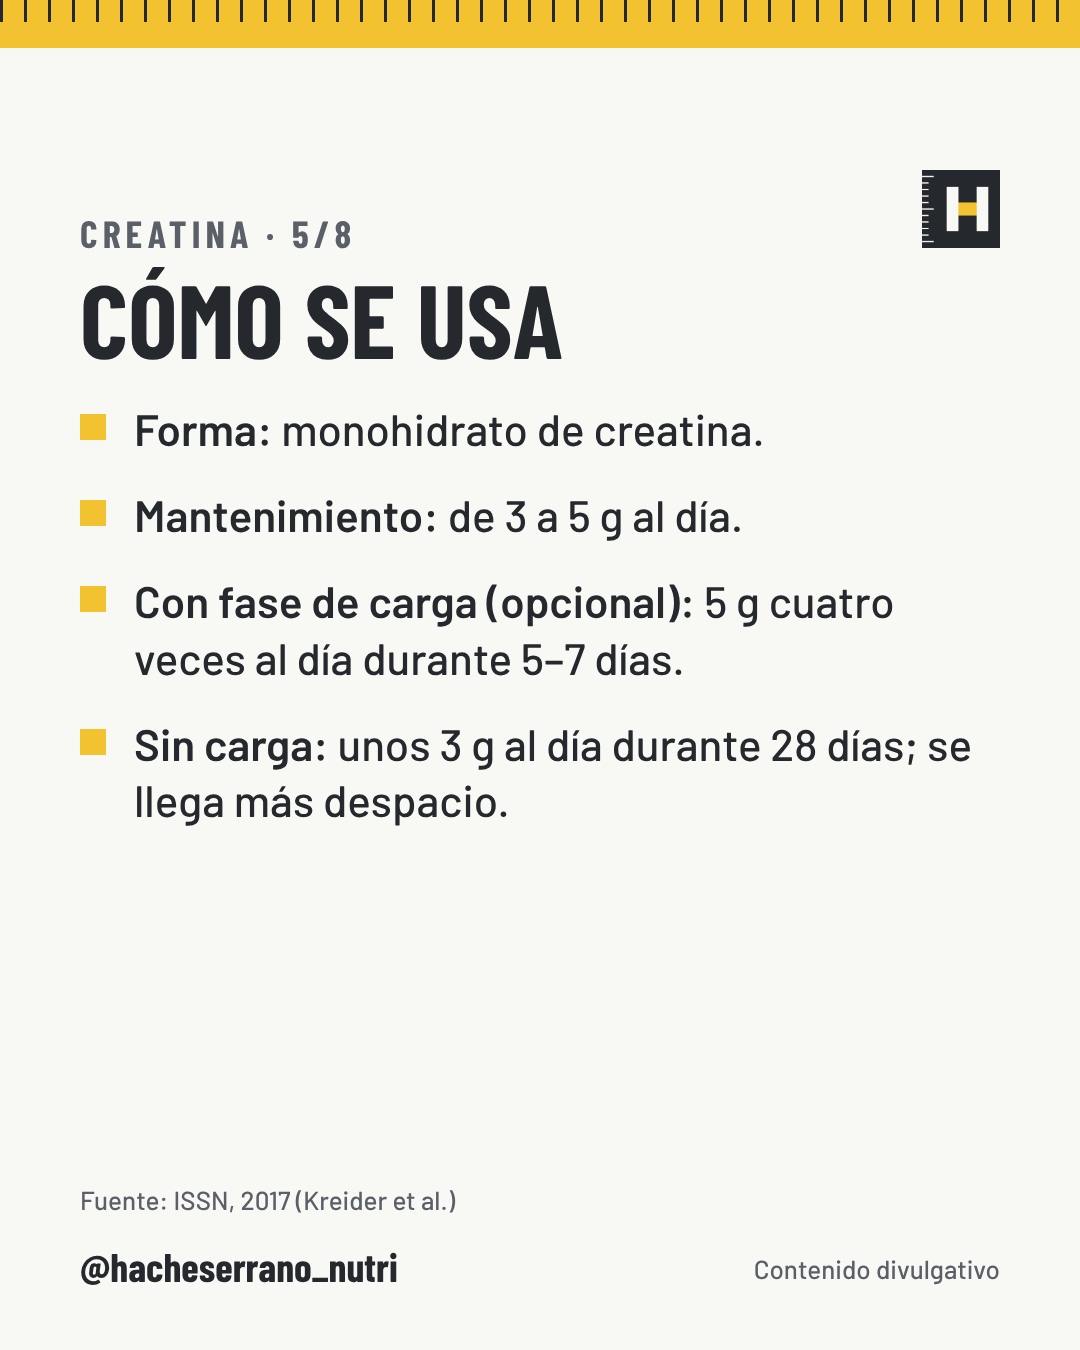 H
CREATINA · 5/8
CÓMO SE USA
Forma: monohidrato de creatina.
Mantenimiento: de 3 a 5 g al día.
Con fase de carga (opcional): 5 g cuatro
veces al día durante 5–7 días.
Sin carga: unos 3 g al día durante 28 días; se
llega más despacio.
Fuente: ISSN, 2017 (Kreider et al.)
@hacheserrano_nutri
Contenido divulgativo